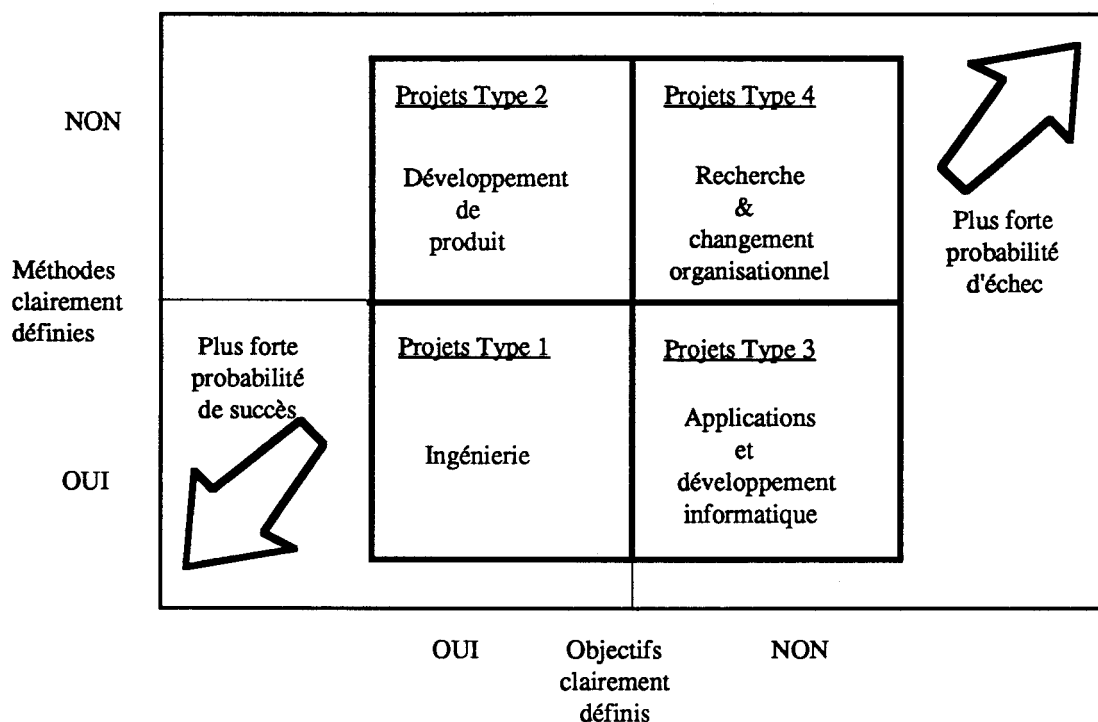 NON
Méthodes
clairement
définies
OUI
Projets Type 2
Développement
de
produit
Projets Type 4
Recherche
&
changement
organisationnel
Plus forte
probabilité
d'échec
Plus forte
probabilité
de succès
Projets Type 1
Ingénierie
Projets Type 3
Applications
et
développement
informatique
OUI
Objectifs
clairement
définis
NON